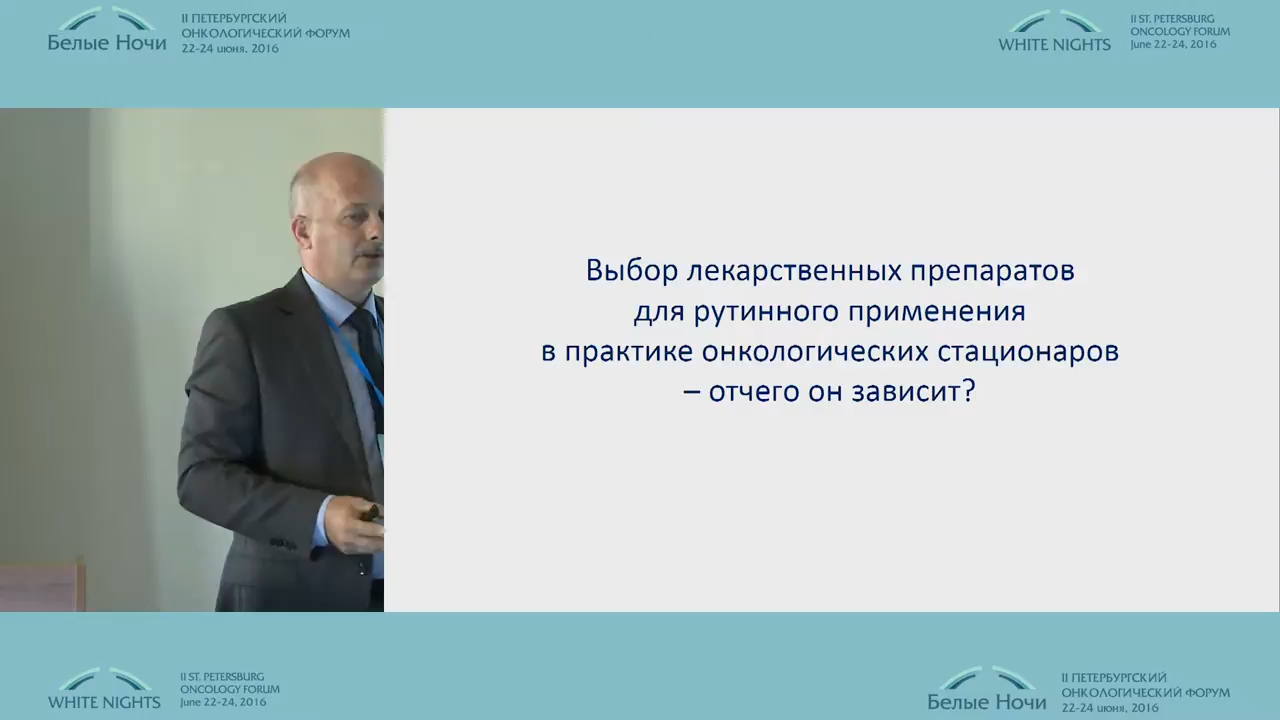 Белые Ночи
II ПЕТЕРБУРГСКИЙ
ОНКОЛОГИЧЕСКИЙ ФОРУМ
22-24 июня, 2016
WHITE NIGHTS
II ST. PETERSBURG
ONCOLOGY FORUM
June 22-24, 2016
Выбор лекарственных препаратов
для рутинного применения
в практике онкологических стационаров
– отчего он зависит?
WHITE NIGHTS
II ST. PETERSBURG
ONCOLOGY FORUM
June 22-24, 2016
Белые Ночи
II ПЕТЕРБУРГСКИЙ
ОНКОЛОГИЧЕСКИЙ ФОРУМ
22-24 июня, 2016